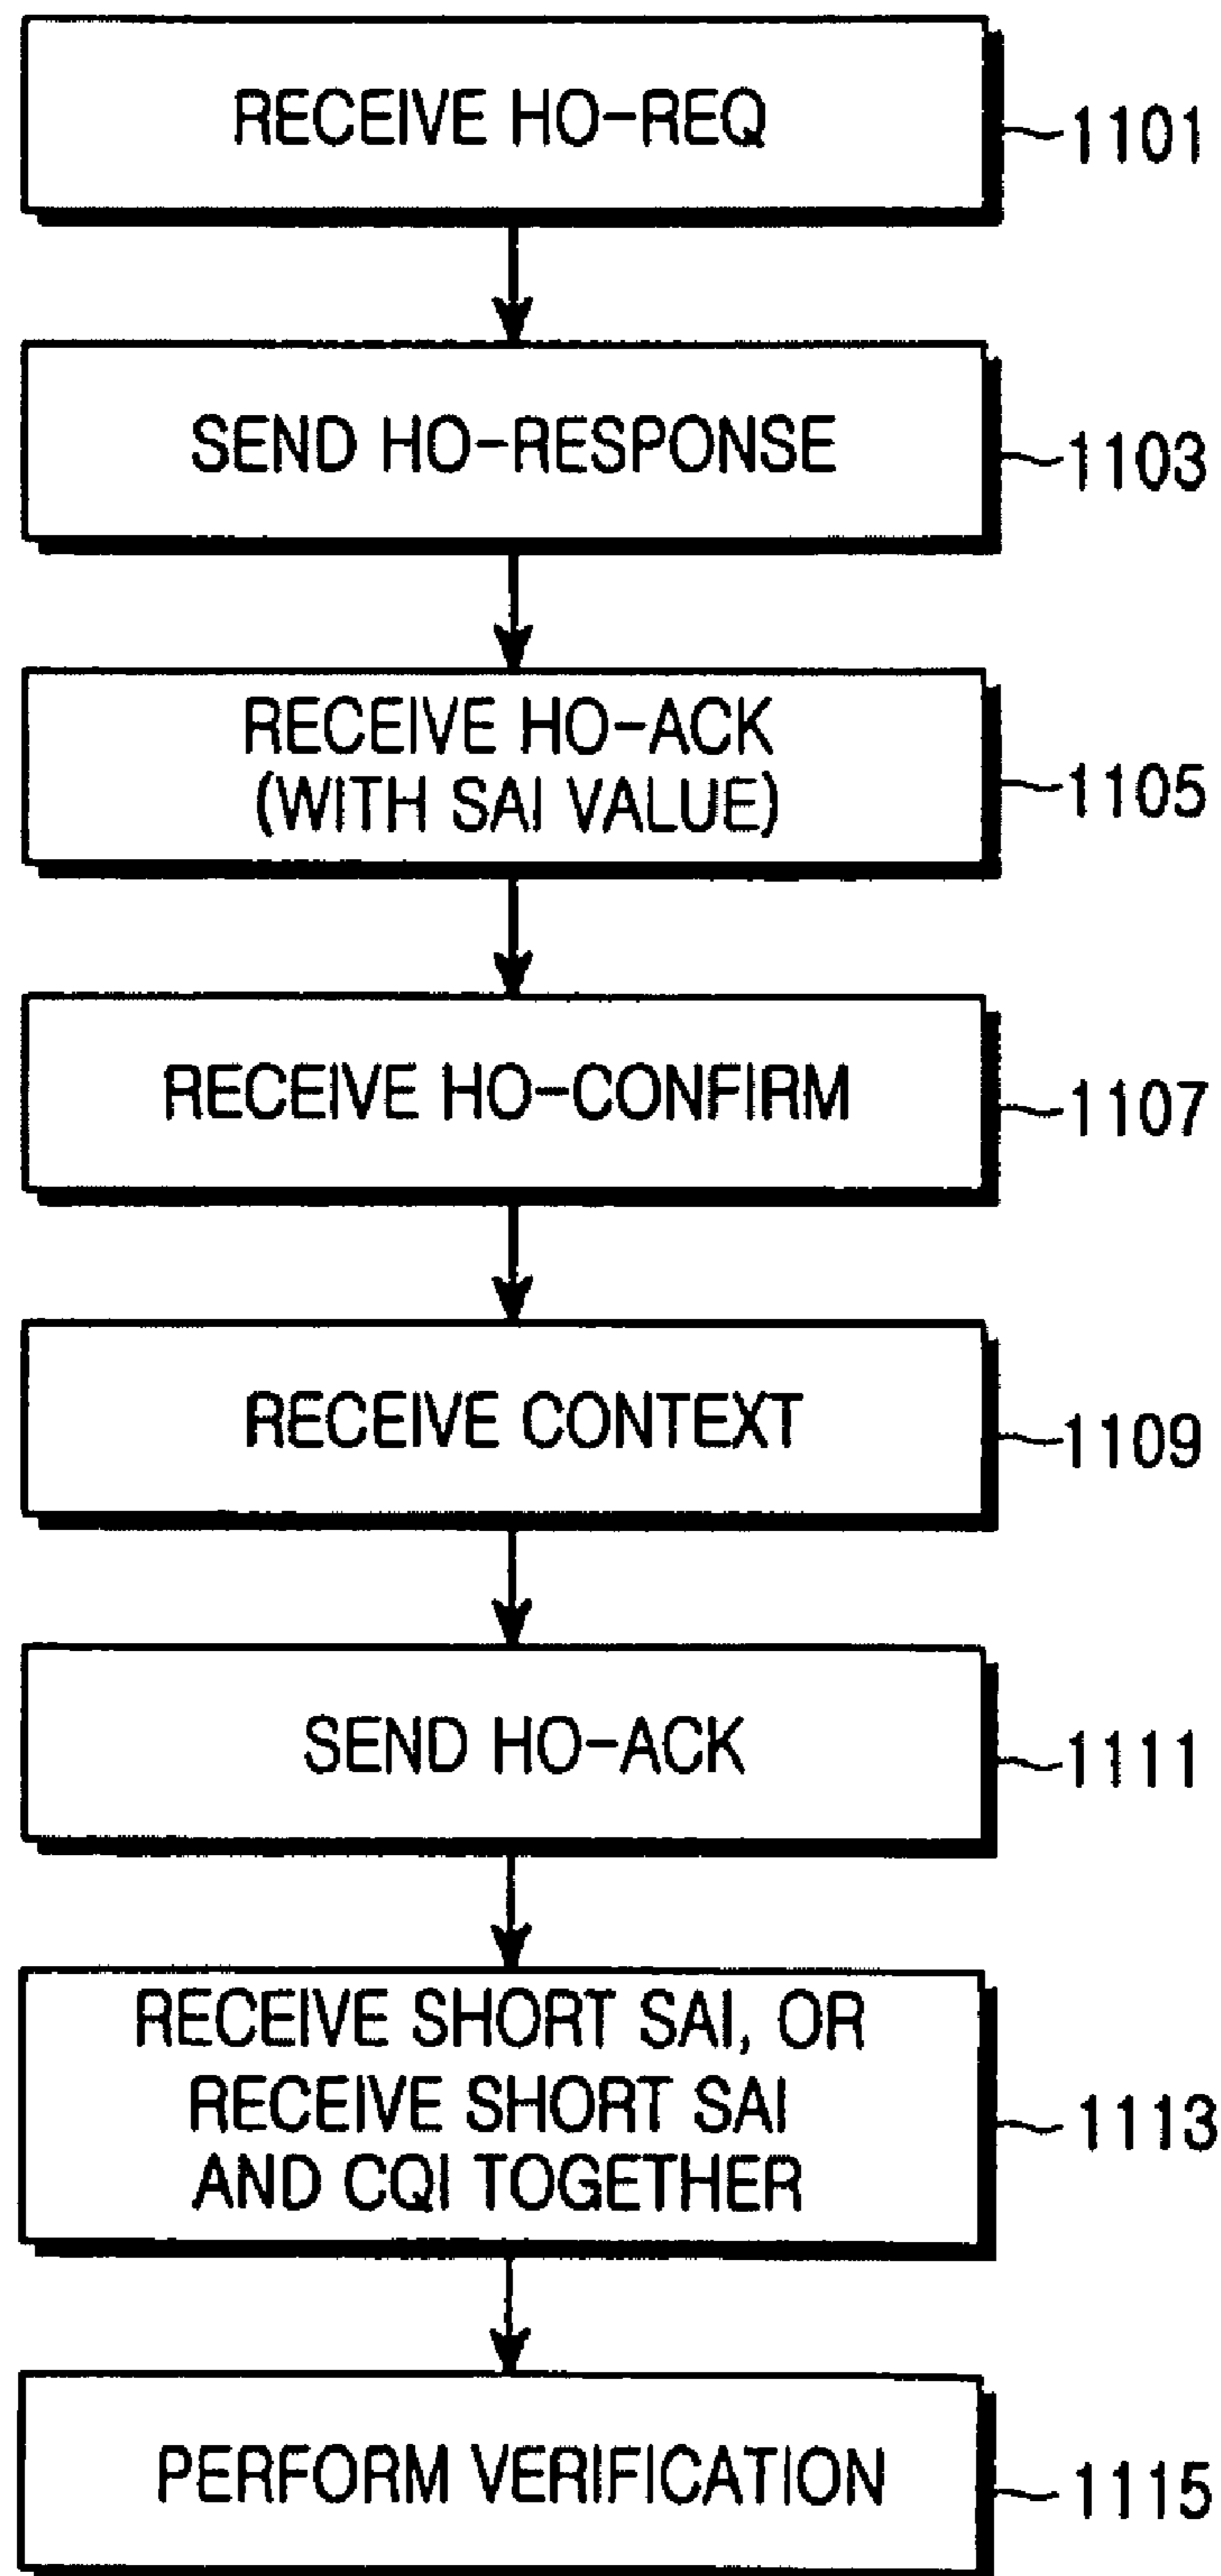 RECEIVE HO-REQ
1101
SEND HO-RESPONSE
1103
RECEIVE HO-ACK
(WITH SAI VALUE)
1105
RECEIVE HO-CONFIRM
1107
RECEIVE CONTEXT
1109
SEND HO-ACK
1111
RECEIVE SHORT SAI, OR
RECEIVE SHORT SAI
AND CQI TOGETHER
1113
PERFORM VERIFICATION
1115